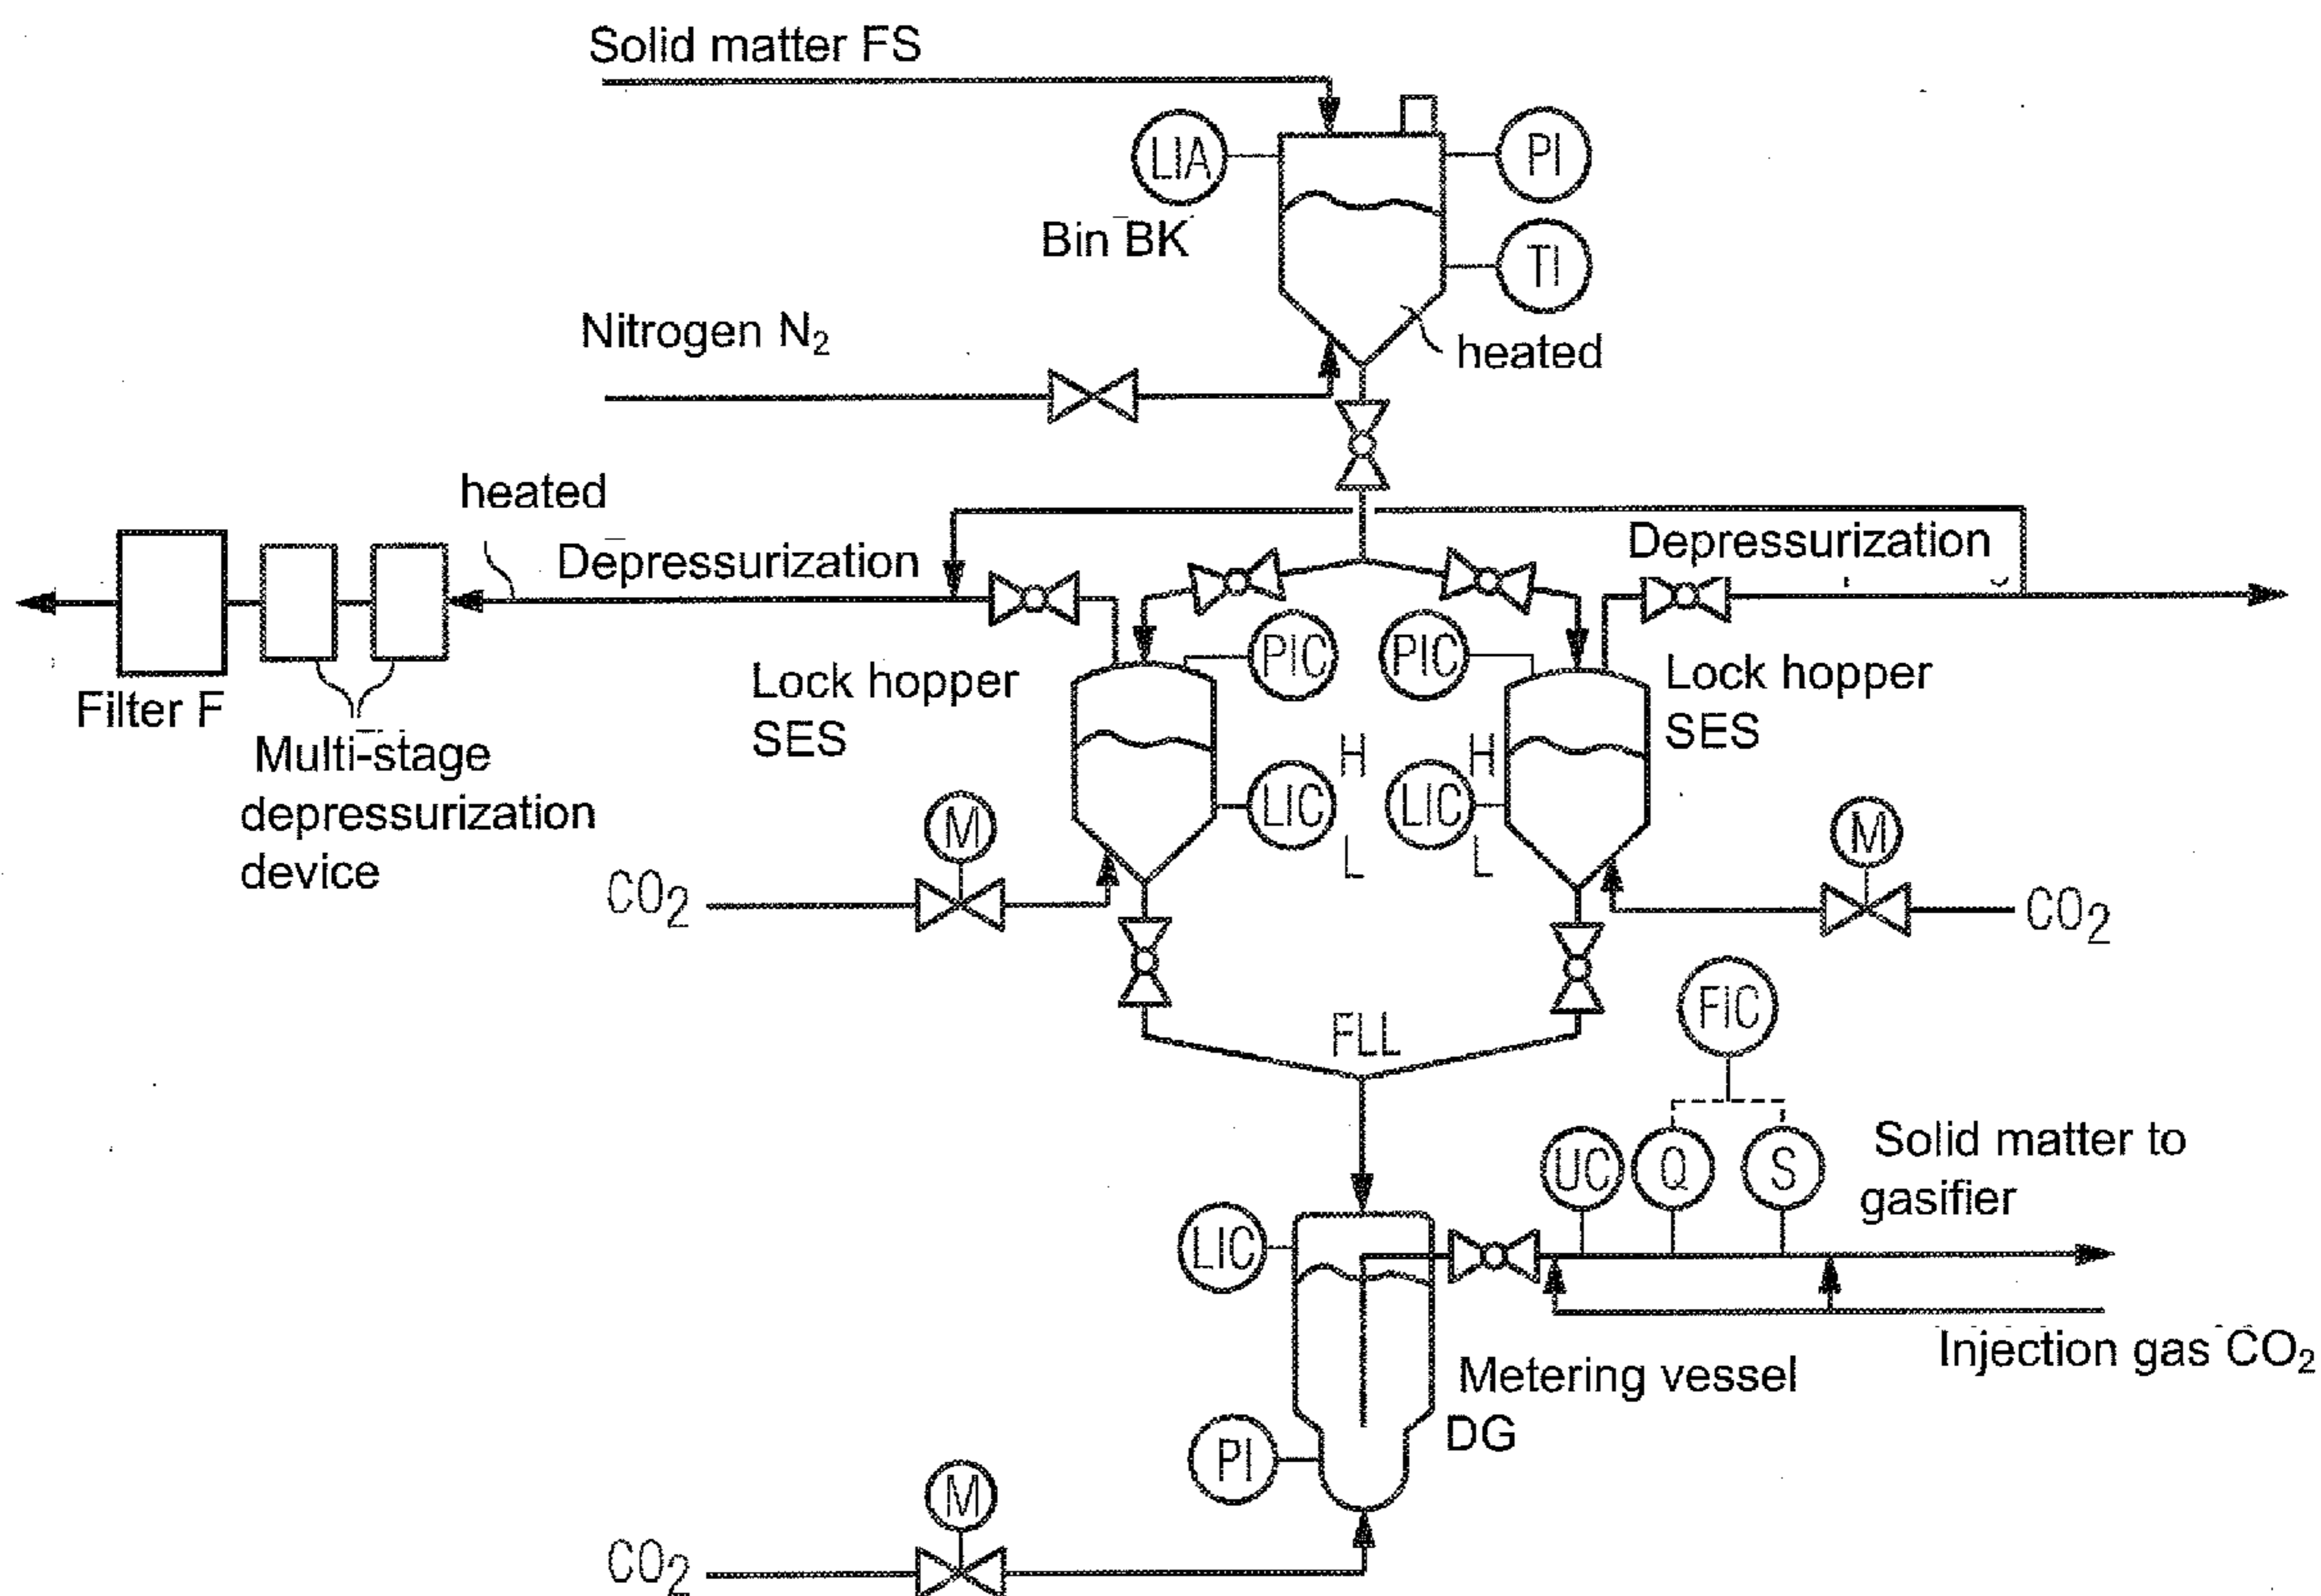 Solid matter FS
LIA
PI
Bin BK
TI
Nitrogen N₂
heated
heated
Depressurization
Depressurization
PIC
PIC
Lock hopper
SES
Lock hopper
SES
Filter F
Multi-stage
depressurization
device
H
H
LIC
LIC
L
L
M
M
CO₂
CO₂
FIC
FLL
UC
Q
S
Solid matter to
gasifier
LIC
Injection gas CO₂
Metering vessel
DG
PI
M
CO₂